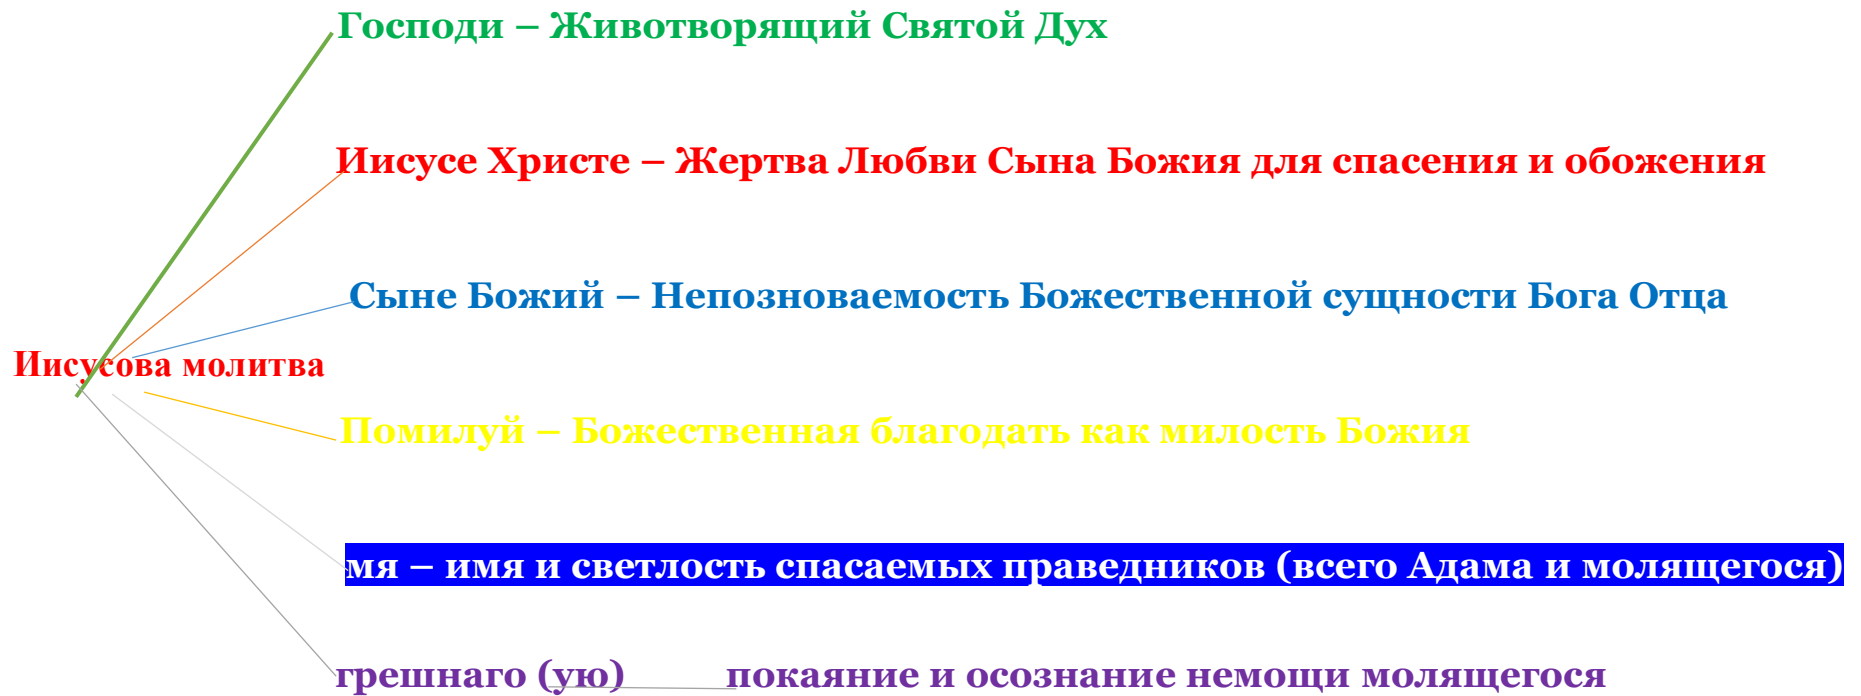 Господи – Животворящий Святой Дух
Иисусе Христе – Жертва Любви Сына Божия для спасения и обожения
Сыне Божий – Непозноваемость Божественной сущности Бога Отца
Иисусова молитва
Помилуй – Божественная благодать как милость Божия
мя – имя и светлость спасаемых праведников (всего Адама и молящегося)
грешнаго (ую) покаяние и осознание немощи молящегося